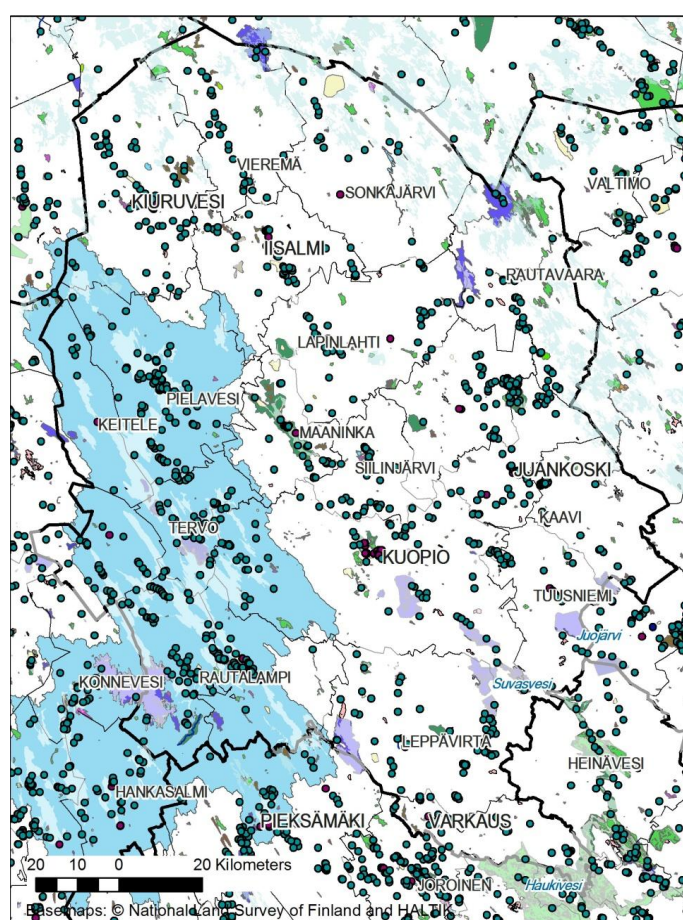 VIEREMÄ
VALTIMO
KIURUVESI
SONKAJÄRVI
IISALMI
RAUTAVAARA
LAPINLAHTI
PIELAVESI
KEITELE
MAANINKA
SIILINJÄRVI
JUANKOSKI
KAAVI
TERVO
KUOPIO
TUUSNIEMI
Juojärvi
KONNEVESI
RAUTALAMPI
Suvasvesi
LEPPÄVIRTA
HEINÄVESI
HANKASALMI
PIEKSÄMÄKI
VARKAUS
20 10 0 20 Kilometers
JOROINEN
Haukivesi
Basemaps: © National Land Survey of Finland and HALTIK